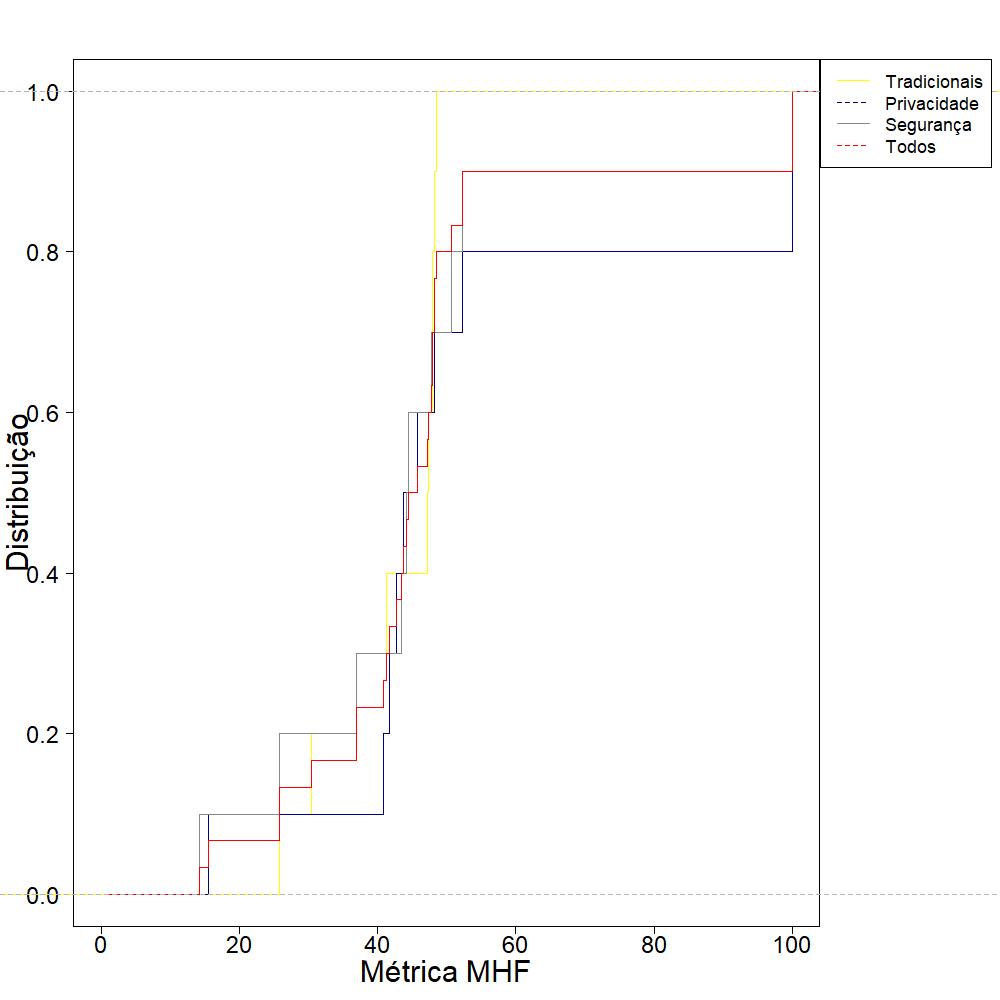 1.0
0.8
0.6
0.4
0.2
0.0
Distribuição
0 20 40 60 80 100
Métrica MHF
Tradicionais
Privacidade
Segurança
Todos